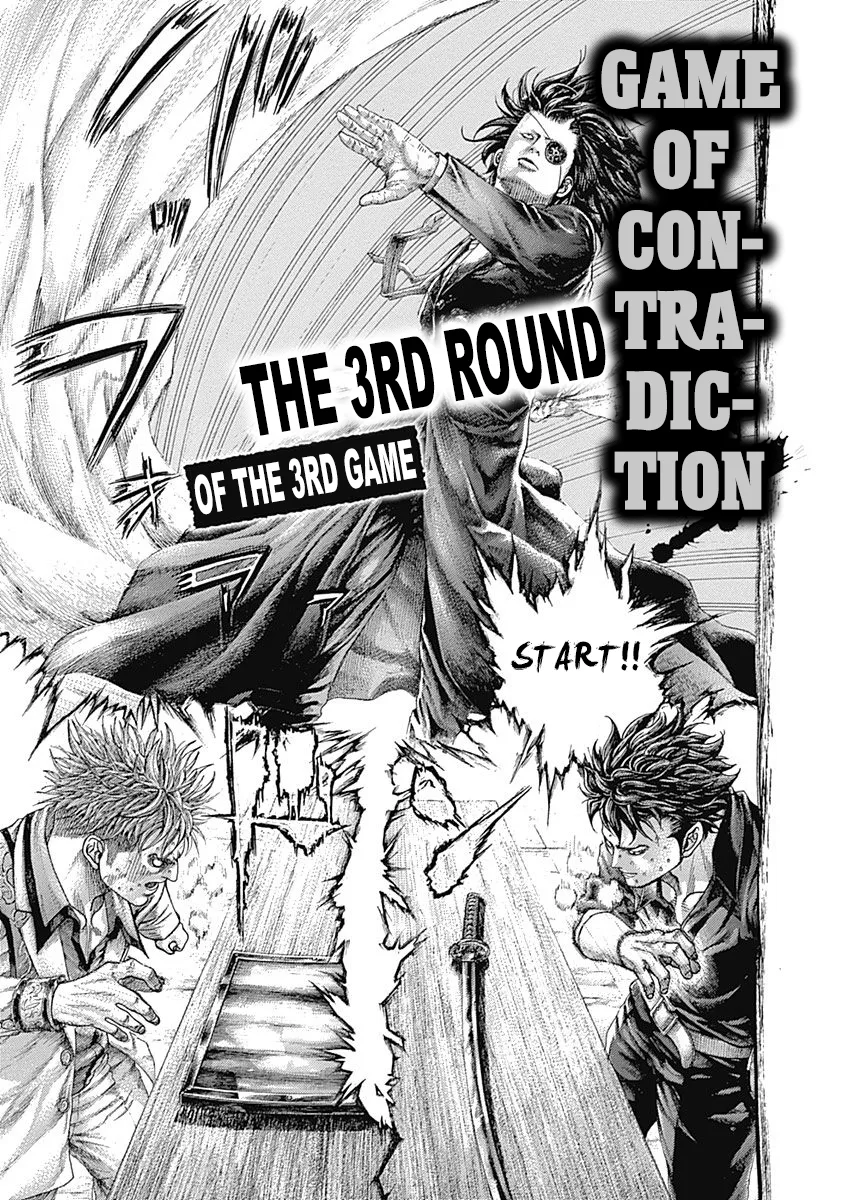 GAME
OF
CON-
TRA-
DIC-
TION
THE 3RD ROUND
OF THE 3RD GAME
START!!